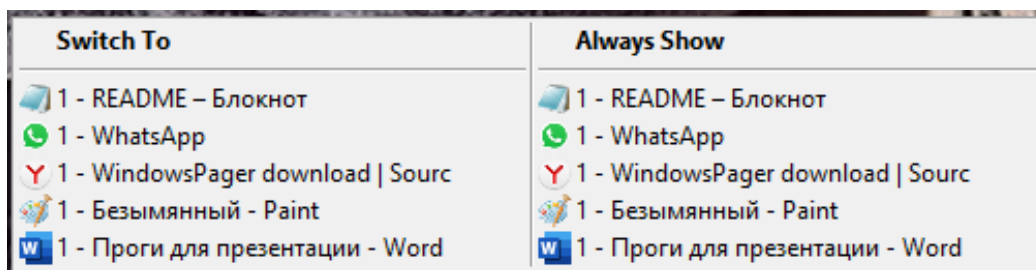 Switch To
1 - README – Блокнот
1 - WhatsApp
1 - WindowsPager download | Sourc
1 - Безымянный - Paint
1 - Проги для презентации - Word
Always Show
1 - README – Блокнот
1 - WhatsApp
1 - WindowsPager download | Sourc
1 - Безымянный - Paint
1 - Проги для презентации - Word